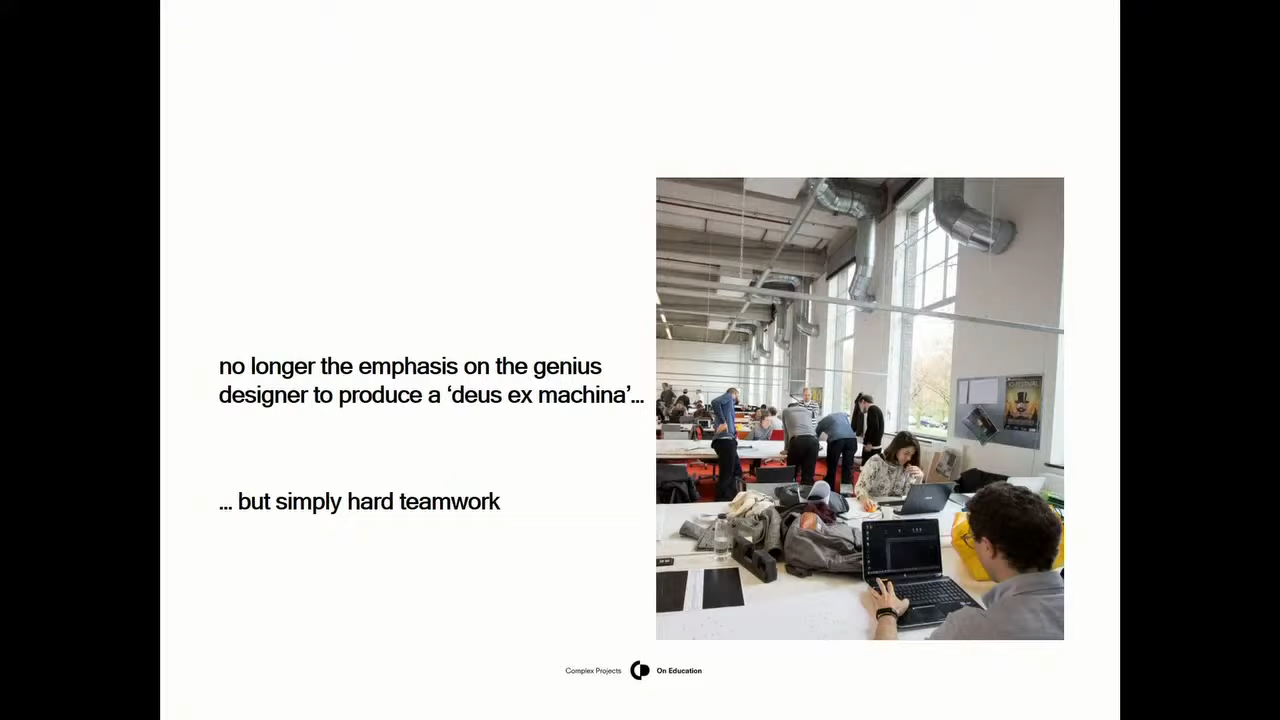 no longer the emphasis on the genius
designer to produce a ‘deus ex machina’...
... but simply hard teamwork
Complex Projects
On Education